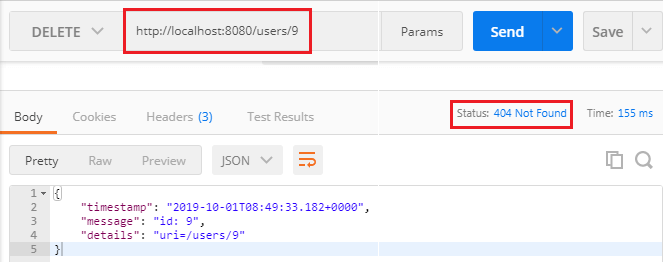 DELETE http://localhost:8080/users/9 Params Send Save
Body Cookies Headers (3) Test Results Status: 404 Not Found Time: 155 ms
Pretty Raw Preview JSON
1 {
2 "timestamp": "2019-10-01T08:49:33.182+0000",
3 "message": "id: 9",
4 "details": "uri=/users/9"
5 }